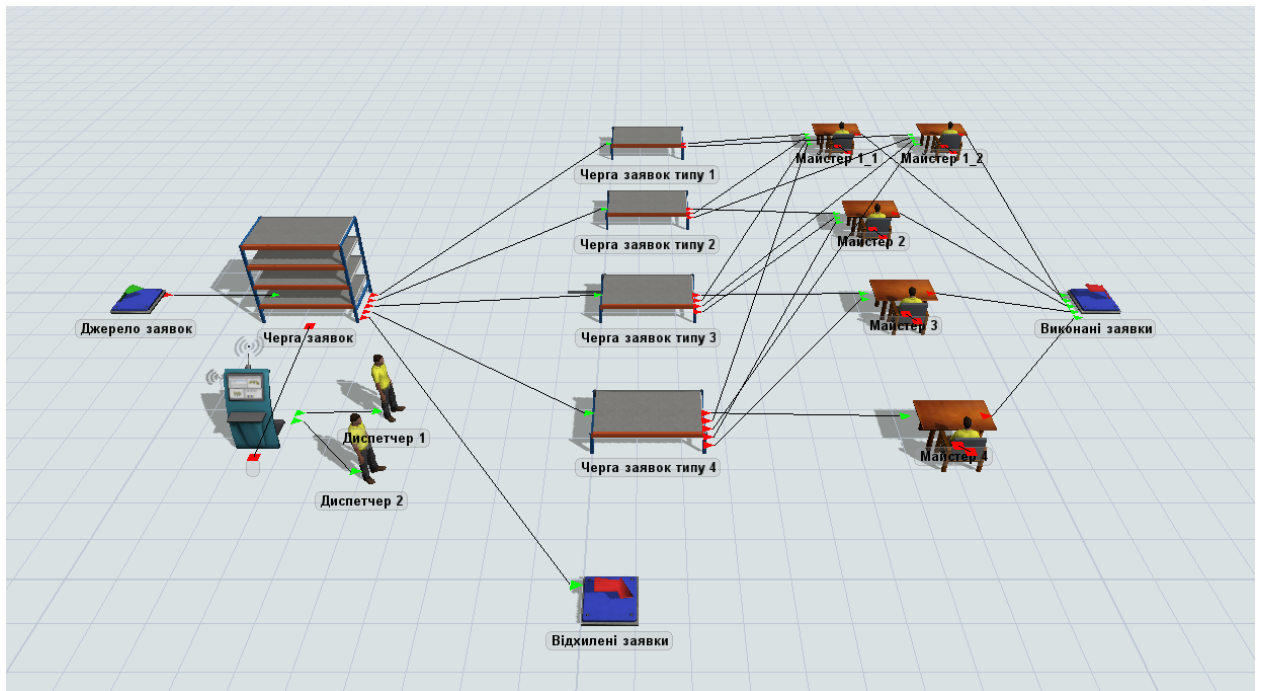 Черга заявок типу 1
Майстер 1_1
Майстер 1_2
Черга заявок типу 2
Майстер 2
Джерело заявок
Черга заявок
Черга заявок типу 3
Майстер 3
Виконані заявки
Диспетчер 1
Черга заявок типу 4
Майстер 4
Диспетчер 2
Відхилені заявки